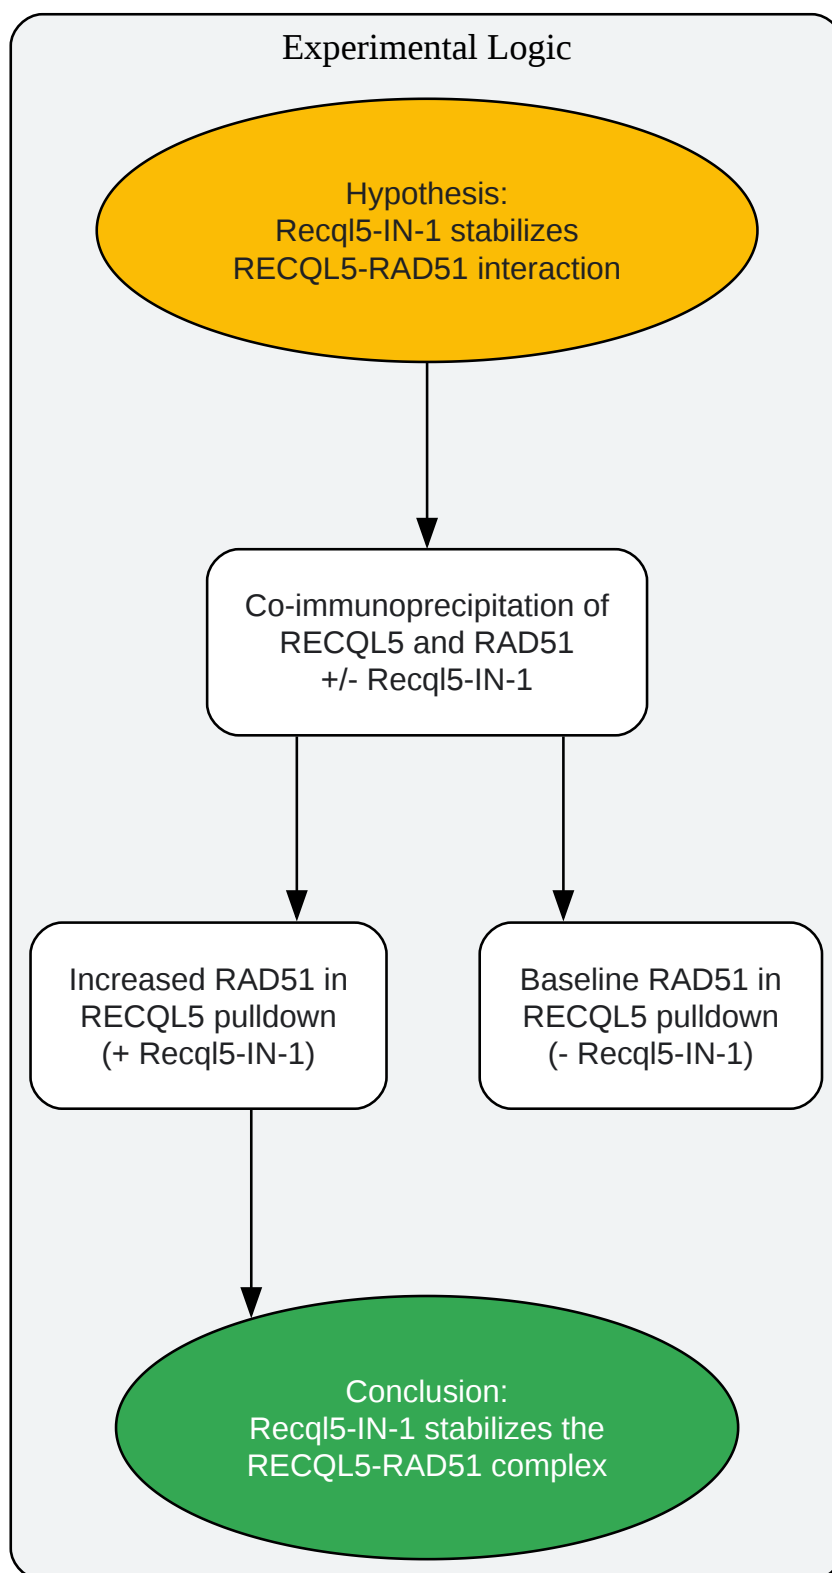 Experimental Logic
Hypothesis:
Recql5-IN-1 stabilizes
RECQL5-RAD51 interaction
Co-immunoprecipitation of
RECQL5 and RAD51
+/- Recql5-IN-1
Increased RAD51 in
RECQL5 pulldown
(+ Recql5-IN-1)
Baseline RAD51 in
RECQL5 pulldown
(- Recql5-IN-1)
Conclusion:
Recql5-IN-1 stabilizes the
RECQL5-RAD51 complex